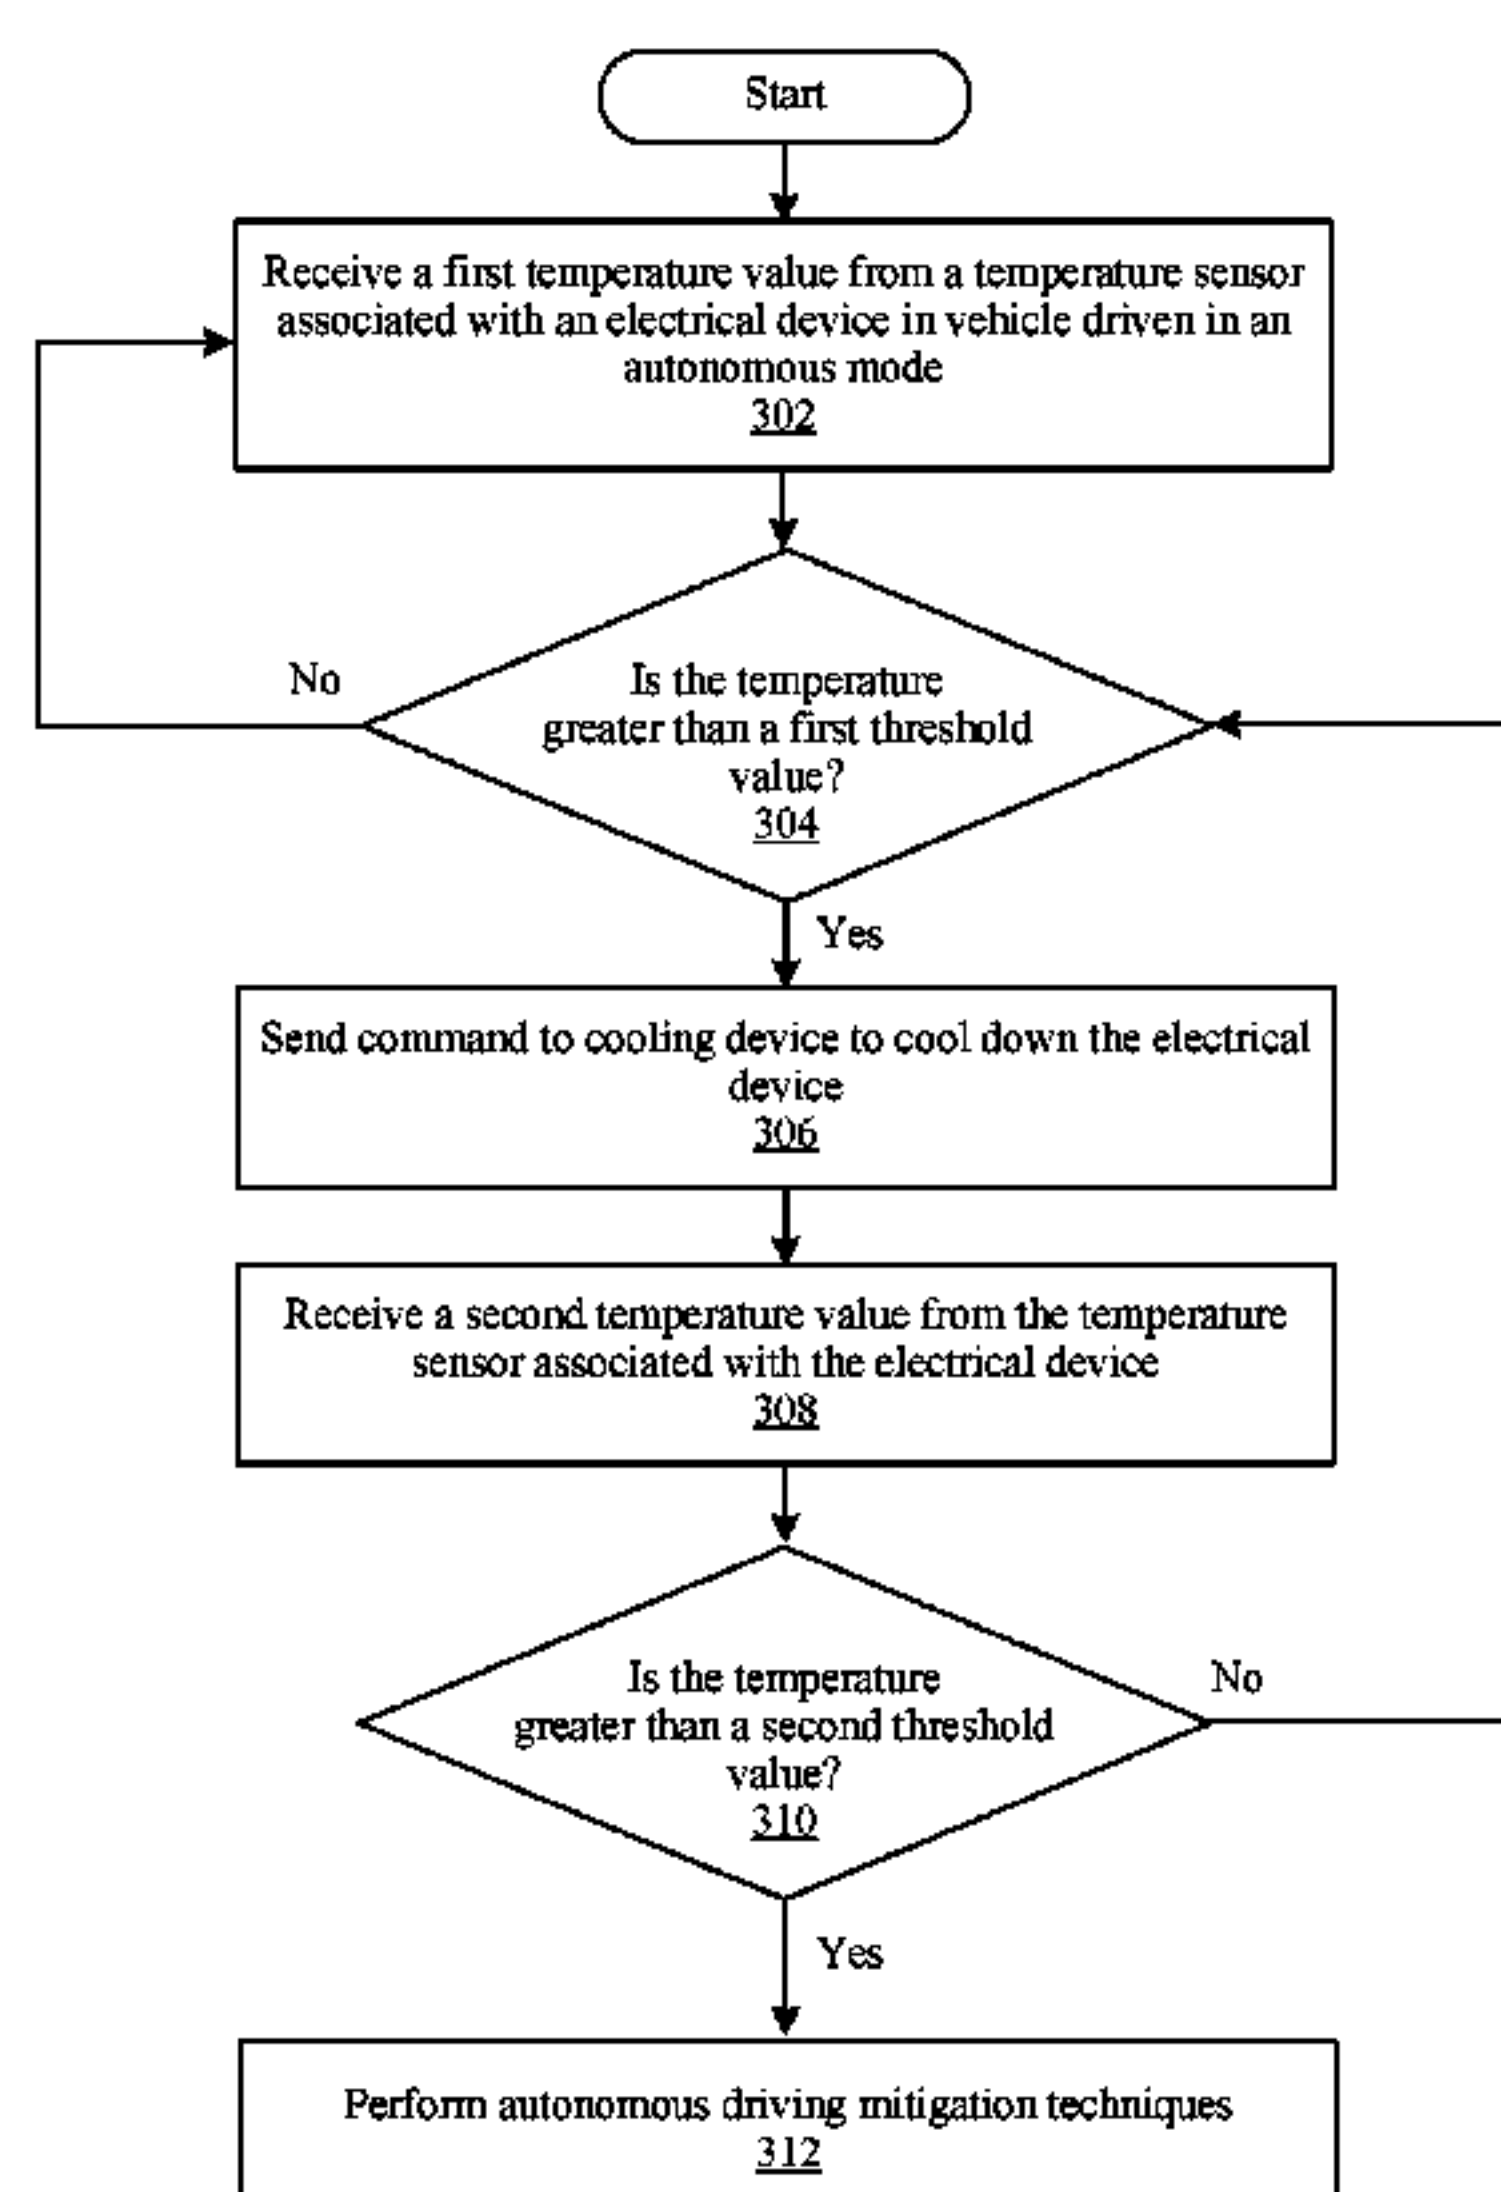 Start
Receive a first temperature value from a temperature sensor
associated with an electrical device in vehicle driven in an
autonomous mode
302
No
Is the temperature
greater than a first threshold
value?
304
Yes
Send command to cooling device to cool down the electrical
device
306
Receive a second temperature value from the temperature
sensor associated with the electrical device
308
Is the temperature
greater than a second threshold
value?
310
No
Yes
Perform autonomous driving mitigation techniques
312